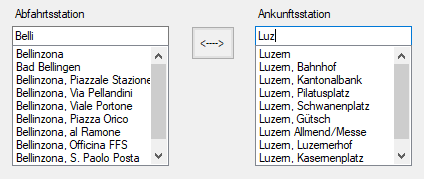 Abfahrtsstation
Belli
Bellinzona
Bad Bellingen
Bellinzona, Piazzale Stazione
Bellinzona, Via Pellandini
Bellinzona, Viale Portone
Bellinzona, Piazza Orico
Bellinzona, al Ramone
Bellinzona, Officina FFS
Bellinzona, S. Paolo Posta
<---->
Ankunftsstation
Luz
Luzern
Luzern, Bahnhof
Luzern, Kantonalbank
Luzern, Pilatusplatz
Luzern, Schwanenplatz
Luzern, Gütsch
Luzern Allmend/Messe
Luzern, Luzernerhof
Luzern, Kasernenplatz